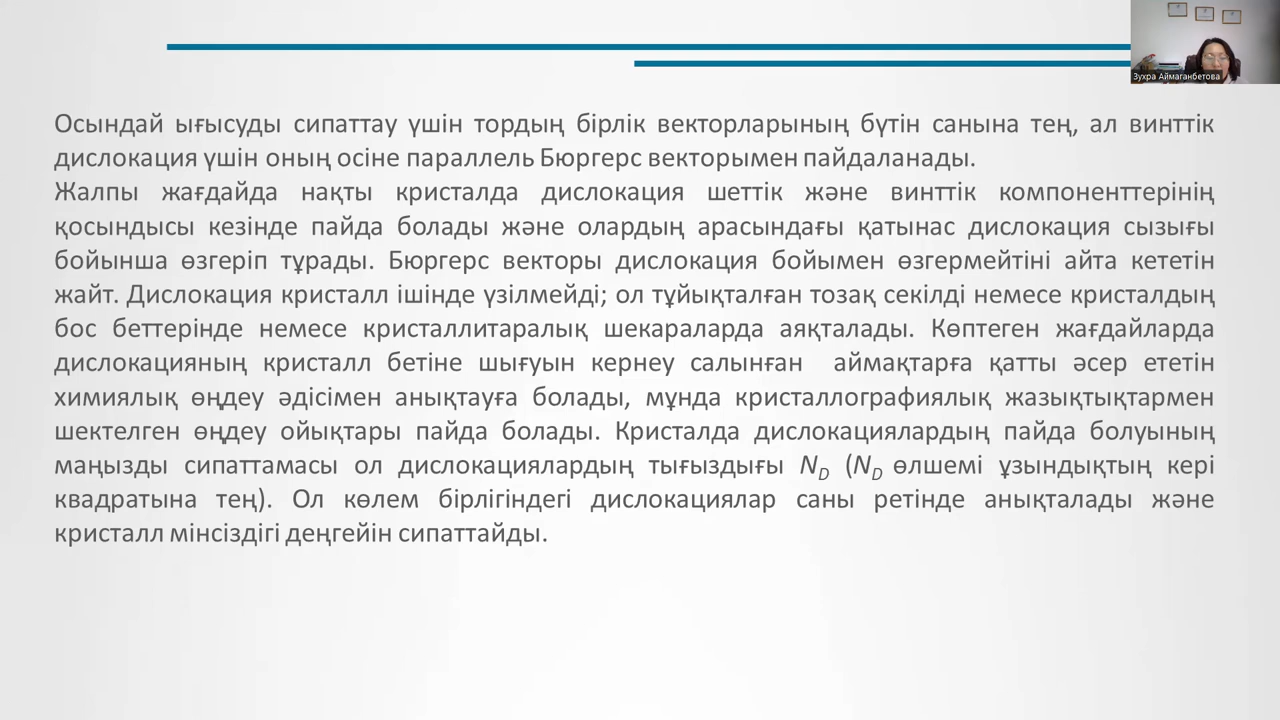 Зухра Аймаганбетова
Осындай ығысуды сипаттау үшін тордың бірлік векторларының бүтін санына тең, ал винттік
дислокация үшін оның осіне параллель Бюргерс векторымен пайдаланады.
Жалпы жағдайда нақты кристалда дислокация шеттік және винттік компоненттерінің
қосындысы кезінде пайда болады және олардың арасындағы қатынас дислокация сызығы
бойынша өзгеріп тұрады. Бюргерс векторы дислокация бойымен өзгермейтіні айта кететін
жайт. Дислокация кристалл ішінде үзілмейді; ол тұйықталған тозақ секілді немесе кристалдың
бос беттерінде немесе кристаллитаралық шекараларда аяқталады. Көптеген жағдайларда
дислокацияның кристалл бетіне шығуын кернеу салынған аймақтарға қатты әсер ететін
химиялық өңдеу әдісімен анықтауға болады, мұнда кристаллографиялық жазықтықтармен
шектелген өңдеу ойықтары пайда болады. Кристалда дислокациялардың пайда болуының
маңызды сипаттамасы ол дислокациялардың тығыздығы N_D (N_D өлшемі ұзындықтың кері
квадратына тең). Ол көлем бірлігіндегі дислокациялар саны ретінде анықталады және
кристалл мінсіздігі деңгейін сипаттайды.